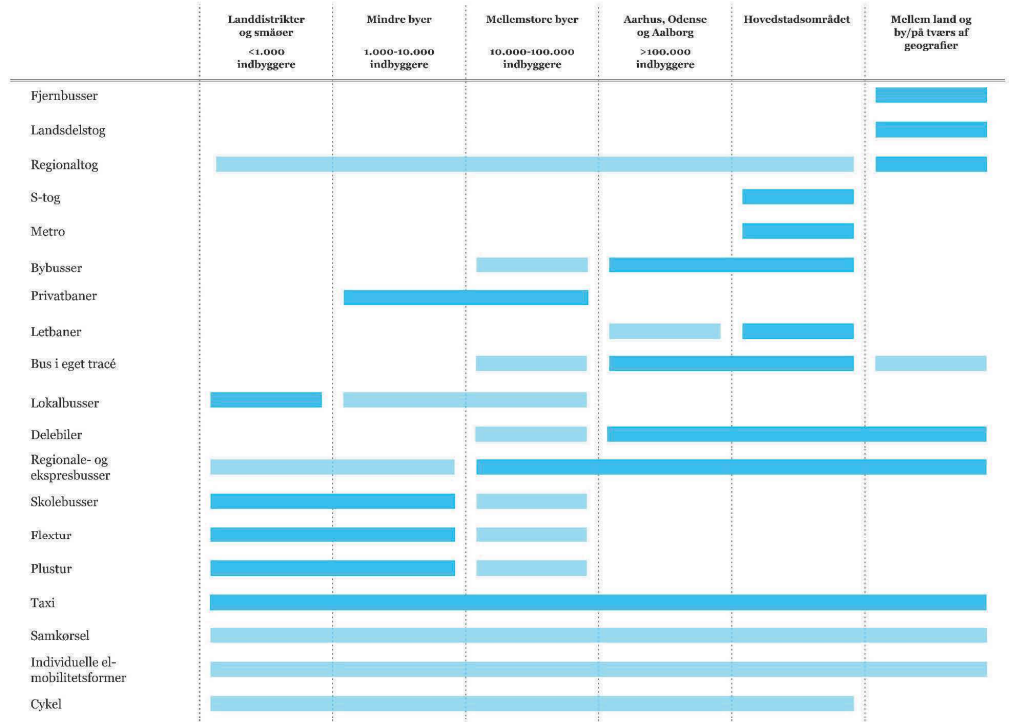 Landdistrikter
og småøer
<1.000
indbyggere
Mindre byer
1.000-10.000
indbyggere
Mellemstore byer
10.000-100.000
indbyggere
Aarhus, Odense
og Aalborg
>100.000
indbyggere
Hovedstadsområdet
Mellem land og
by/på tværs af
geografier
Fjernbusser
Landsdelstog
Regionaltog
S-tog
Metro
Bybusser
Privatbaner
Letbaner
Bus i eget tracé
Lokalbusser
Delebiler
Regionale- og
ekspresbusser
Skolebusser
Flextur
Plustur
Taxi
Samkørsel
Individuelle el-
mobilitetsformer
Cykel